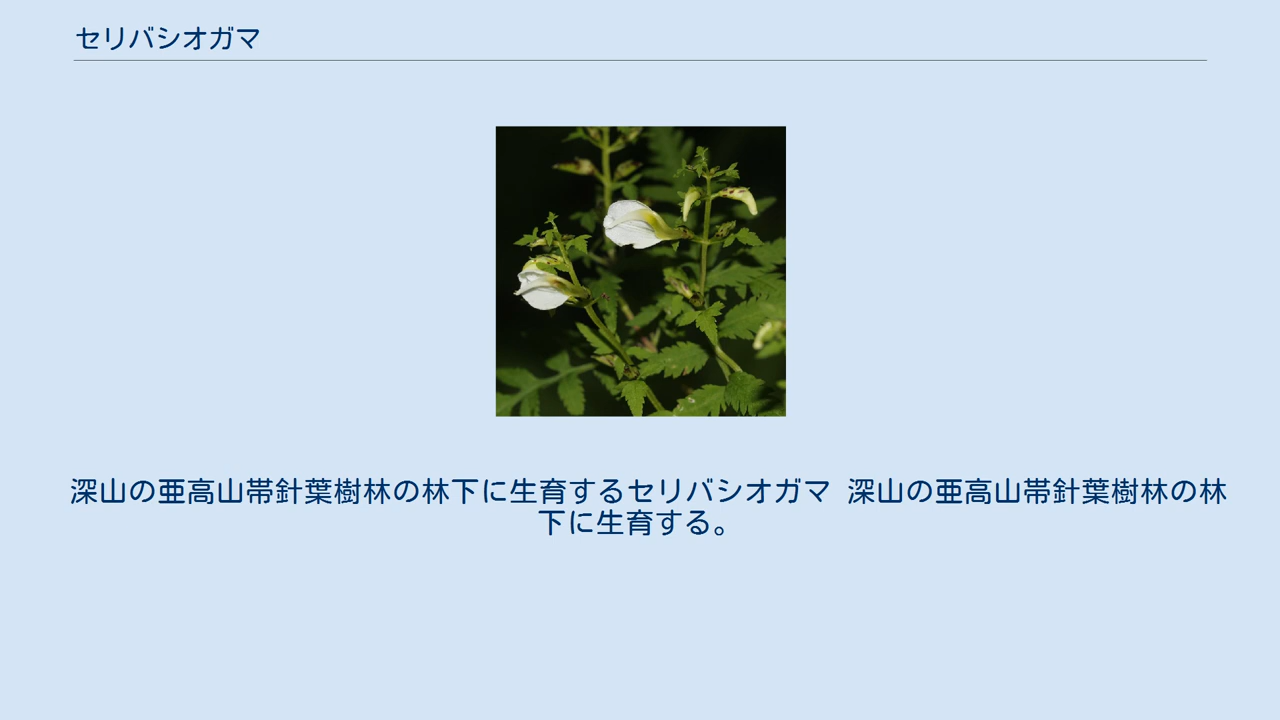 セリバシオガマ
深山の亜高山帯針葉樹林の林下に生育するセリバシオガマ 深山の亜高山帯針葉樹林の林
下に生育する。